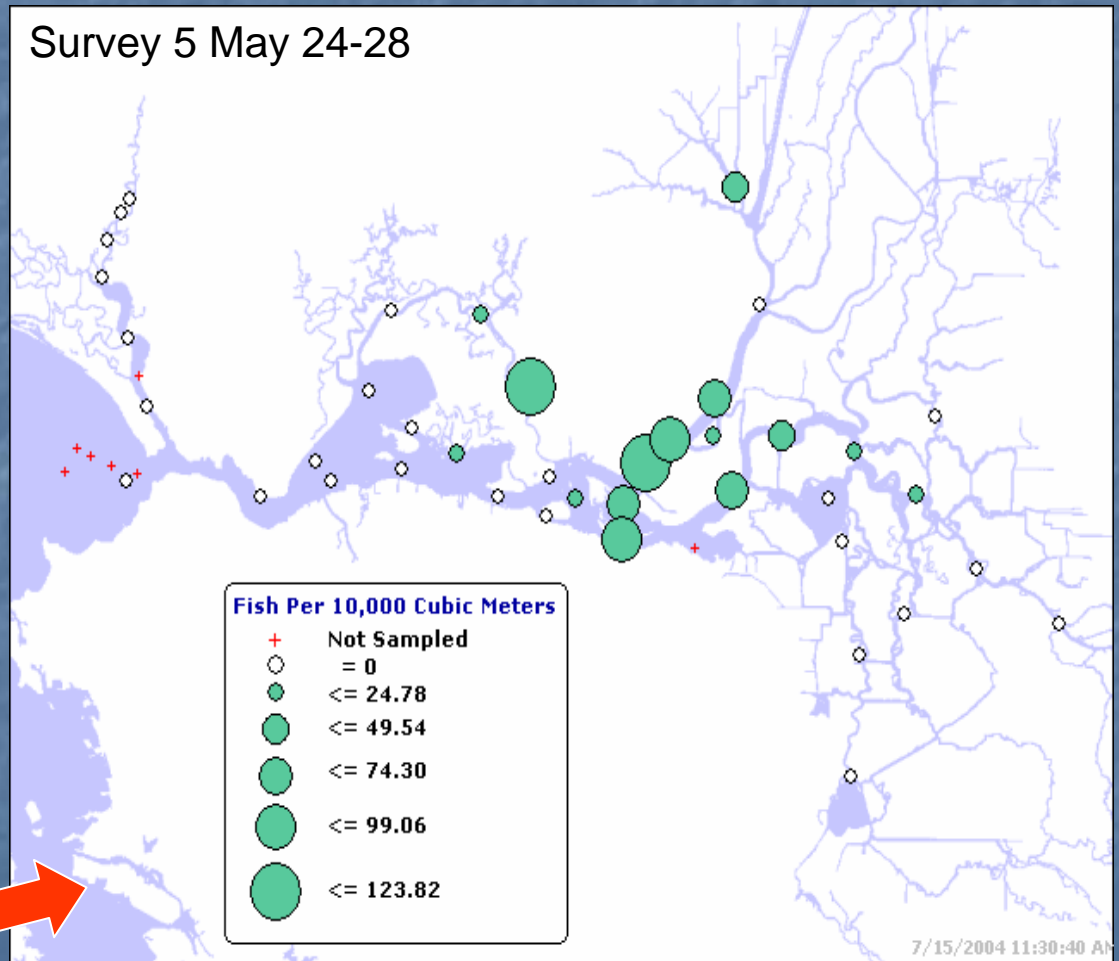 Survey 5 May 24-28
Fish Per 10,000 Cubic Meters
+ Not Sampled
= 0
<= 24.78
<= 49.54
<= 74.30
<= 99.06
<= 123.82
7/15/2004 11:30:40 AM